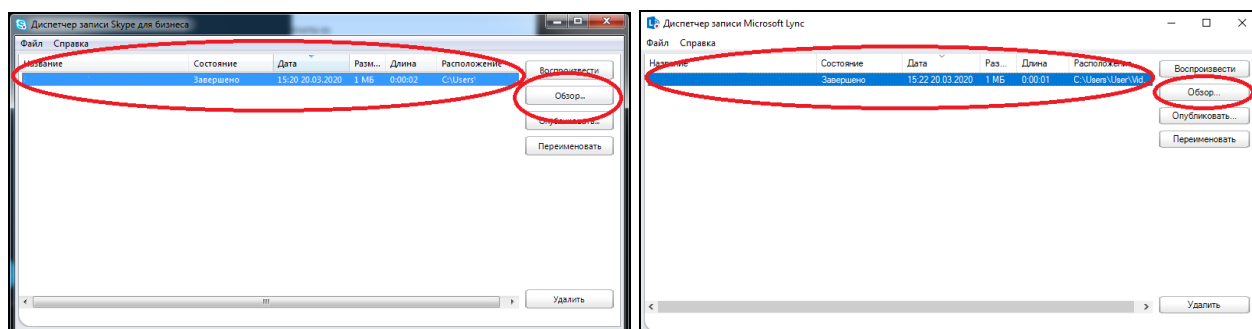 Диспетчер записи Skype для бизнеса
Файл Справка
Название Состояние Дата Разм... Длина Расположение
Завершено 15:20 20.03.2020 1 МБ 0:00:02 C:\Users\
Воспроизвести
Обзор...
Опубликовать...
Переименовать
Удалить
Диспетчер записи Microsoft Lync
Файл Справка
Название Состояние Дата Раз... Длина Расположение
Завершено 15:22 20.03.2020 1 МБ 0:00:01 C:\Users\User\Vid...
Воспроизвести
Обзор...
Опубликовать...
Переименовать
Удалить